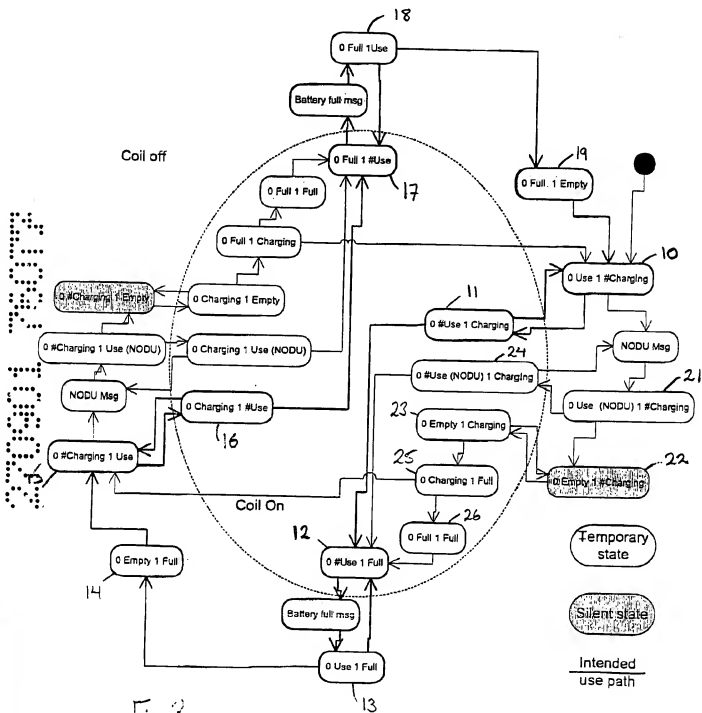 18
0 Full 1Use
Battery full msg
Coil off
0 Full 1 #Use
17
19
0 Full. 1 Empty
0 Full 1 Full
0 Full 1 Charging
10
0 Use 1 #Charging
0 #Charging 1 Empty
0 Charging 1 Empty
11
0 #Use 1 Charging
NODU Msg
0 #Charging 1 Use (NODU)
0 Charging 1 Use (NODU)
24
0 #Use (NODU) 1 Charging
21
0 Use (NODU) 1 #Charging
NODU Msg
0 Charging 1 #Use
16
23
0 Empty 1 Charging
22
0 Empty 1 #Charging
0 #Charging 1 Use
15
25
0 Charging 1 Full
Coil On
26
0 Full 1 Full
12
0 #Use 1 Full
Temporary
state
0 Empty 1 Full
14
Battery full msg
Silent state
0 Use 1 Full
13
Intended
use path